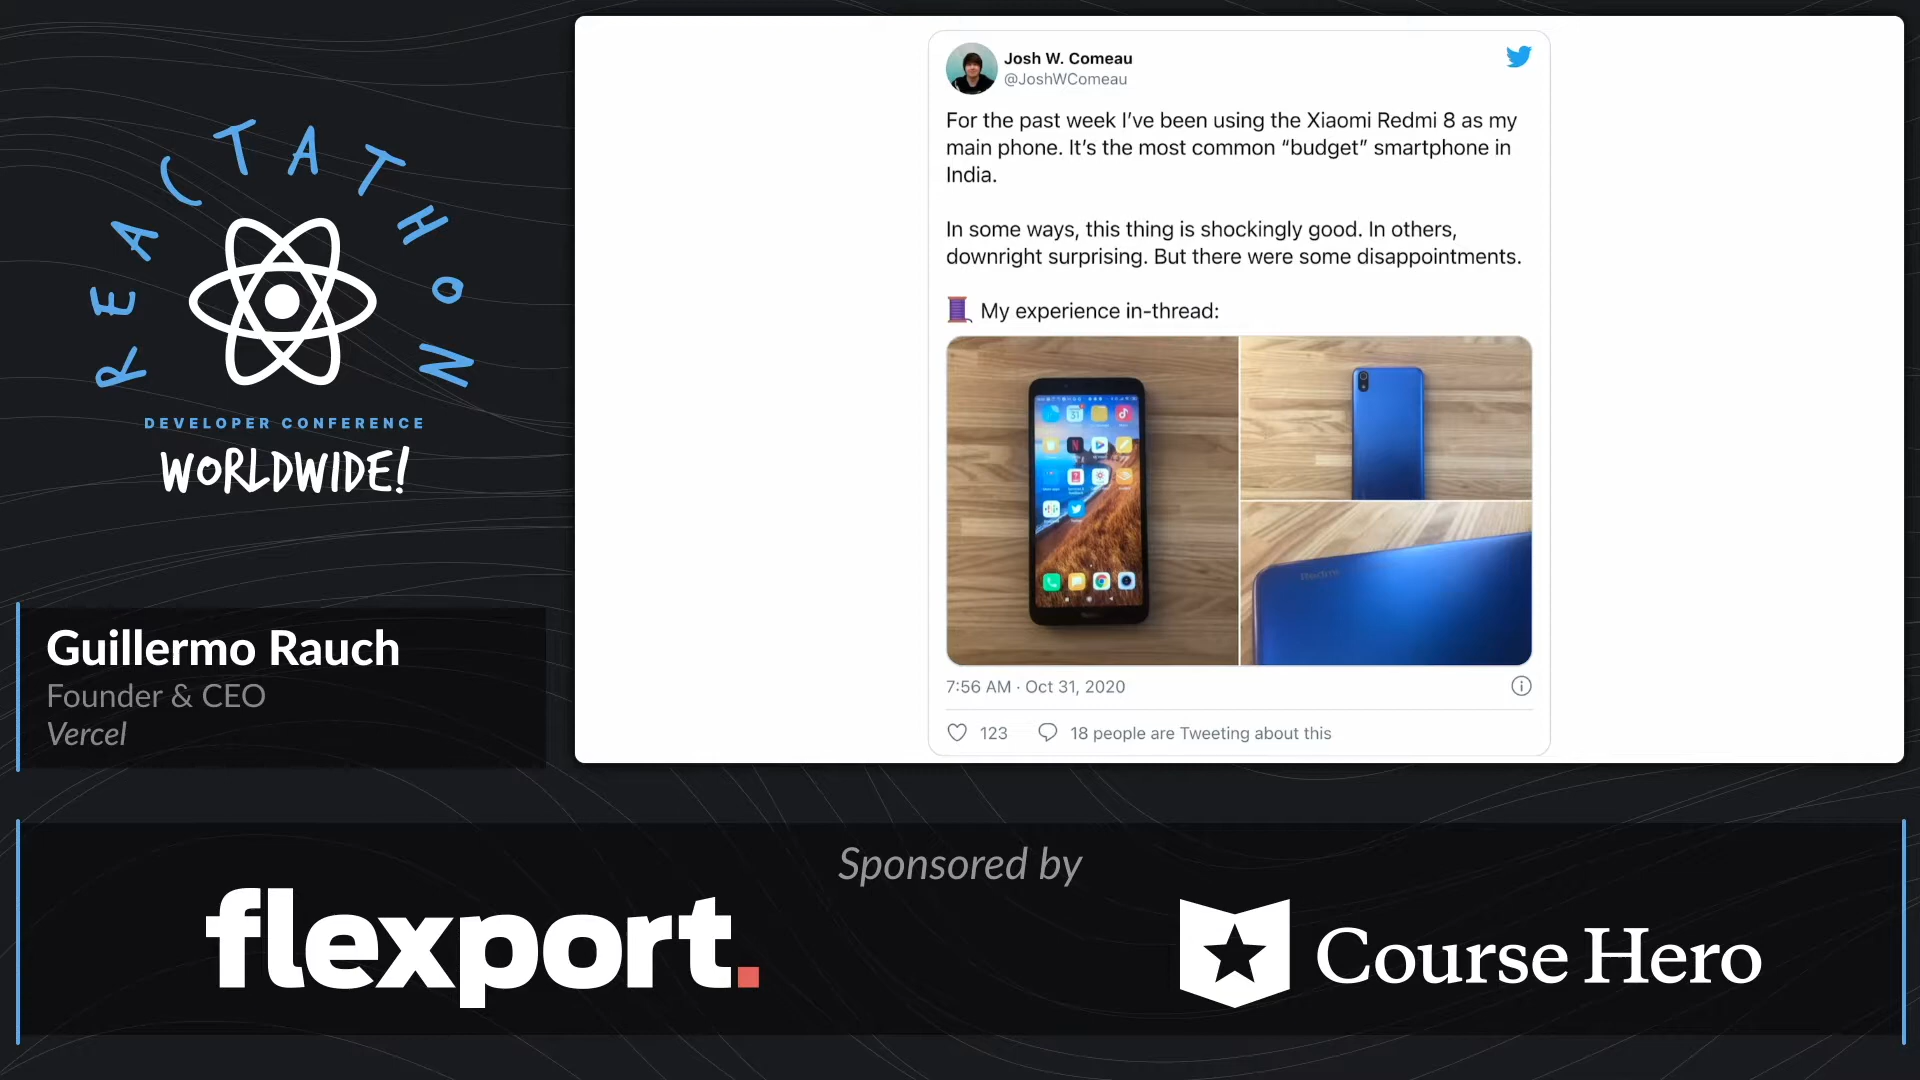 REACTATHON
DEVELOPER CONFERENCE
WORLDWIDE!
Guillermo Rauch
Founder & CEO
Vercel
Josh W. Comeau
@JoshWComeau
For the past week I’ve been using the Xiaomi Redmi 8 as my
main phone. It’s the most common “budget” smartphone in
India.
In some ways, this thing is shockingly good. In others,
downright surprising. But there were some disappointments.
🧵 My experience in-thread:
31
Redmi
7:56 AM · Oct 31, 2020
123
18 people are Tweeting about this
Sponsored by
flexport.
Course Hero